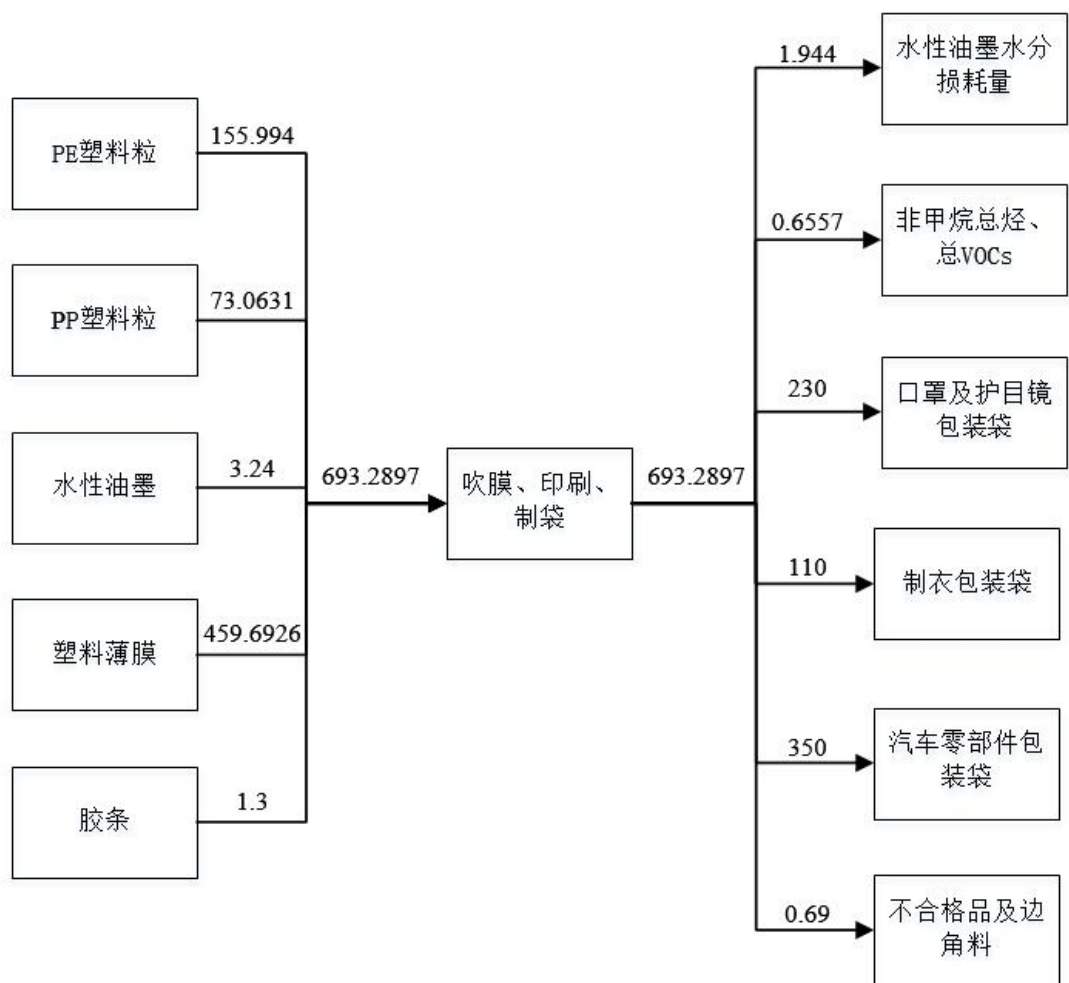 PE塑料粒
155.994
PP塑料粒
73.0631
水性油墨
3.24
塑料薄膜
459.6926
胶条
1.3
693.2897
吹膜、印刷、
制袋
693.2897
1.944
水性油墨水分
损耗量
0.6557
非甲烷总烃、
总VOCs
230
口罩及护目镜
包装袋
110
制衣包装袋
350
汽车零部件包
装袋
0.69
不合格品及边
角料